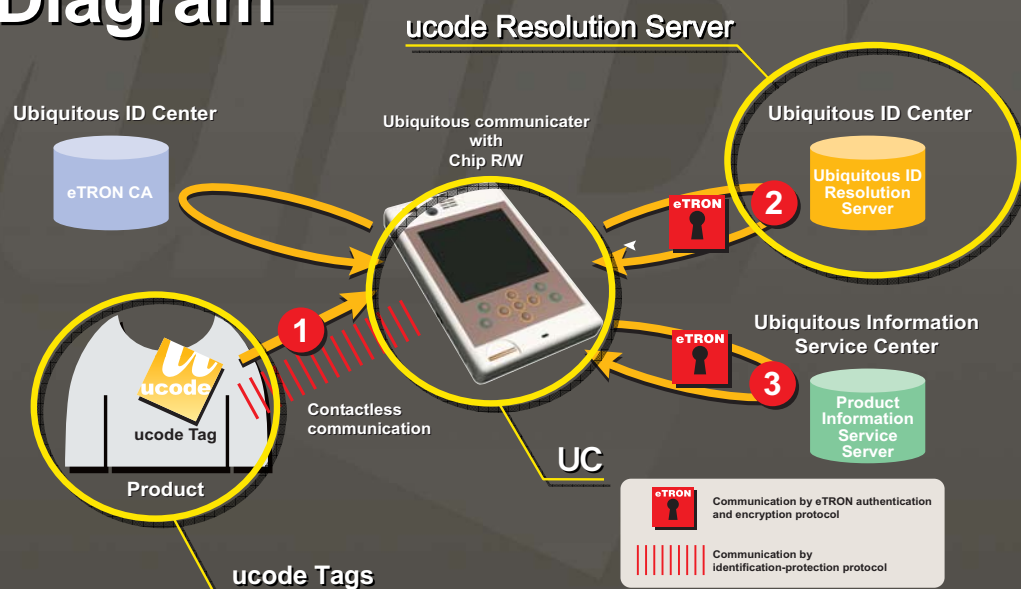 Diagram
ucode Resolution Server
Ubiquitous ID Center
eTRON CA
Ubiquitous communicater
with
Chip R/W
Ubiquitous ID Center
Ubiquitous ID
Resolution
Server
eTRON
2
1
ucode
ucode Tag
Product
Contactless
communication
eTRON
3
Ubiquitous Information
Service Center
Product
Information
Service
Server
UC
eTRON
Communication by eTRON authentication
and encryption protocol
Communication by
identification-protection protocol
ucode Tags